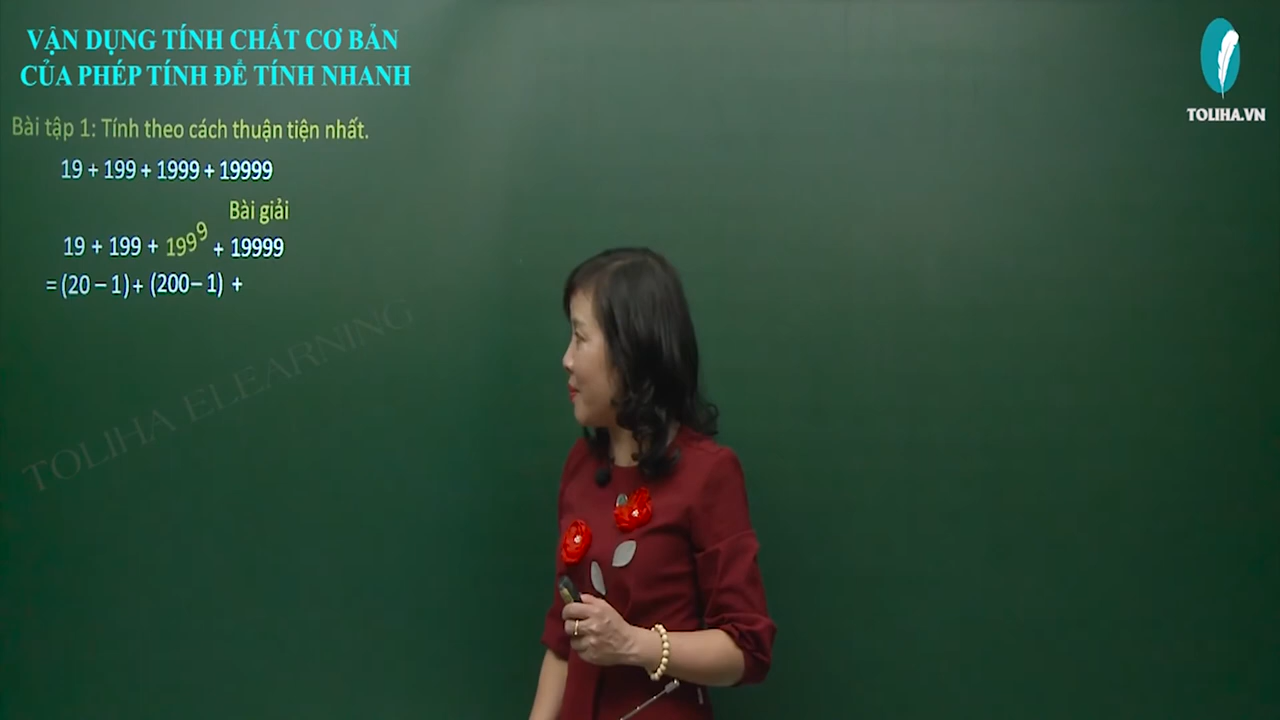 VẬN DỤNG TÍNH CHẤT CƠ BẢN
CỦA PHÉP TÍNH ĐỂ TÍNH NHANH
TOLIHA.VN
Bài tập 1: Tính theo cách thuận tiện nhất.
19 + 199 + 1999 + 19999
Bài giải
19 + 199 + 1999 + 19999
= (20 – 1) + (200 – 1) +
TOLIHA ELEARNING